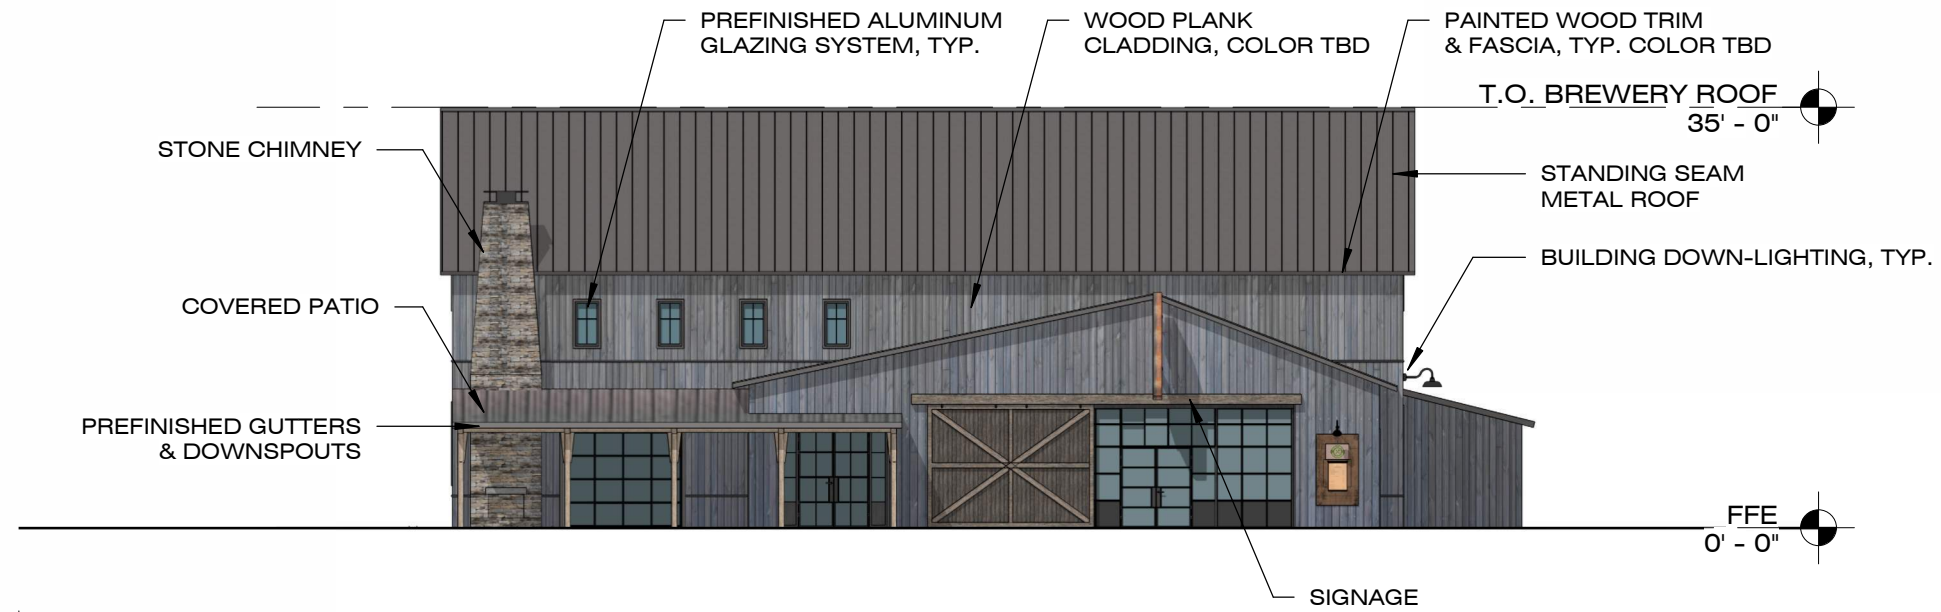 PREFINISHED ALUMINUM
GLAZING SYSTEM, TYP.
WOOD PLANK
CLADDING, COLOR TBD
PAINTED WOOD TRIM
& FASCIA, TYP. COLOR TBD
T.O. BREWERY ROOF
35' - 0"
STONE CHIMNEY
STANDING SEAM
METAL ROOF
BUILDING DOWN-LIGHTING, TYP.
COVERED PATIO
PREFINISHED GUTTERS
& DOWNSPOUTS
FFE
0' - 0"
SIGNAGE